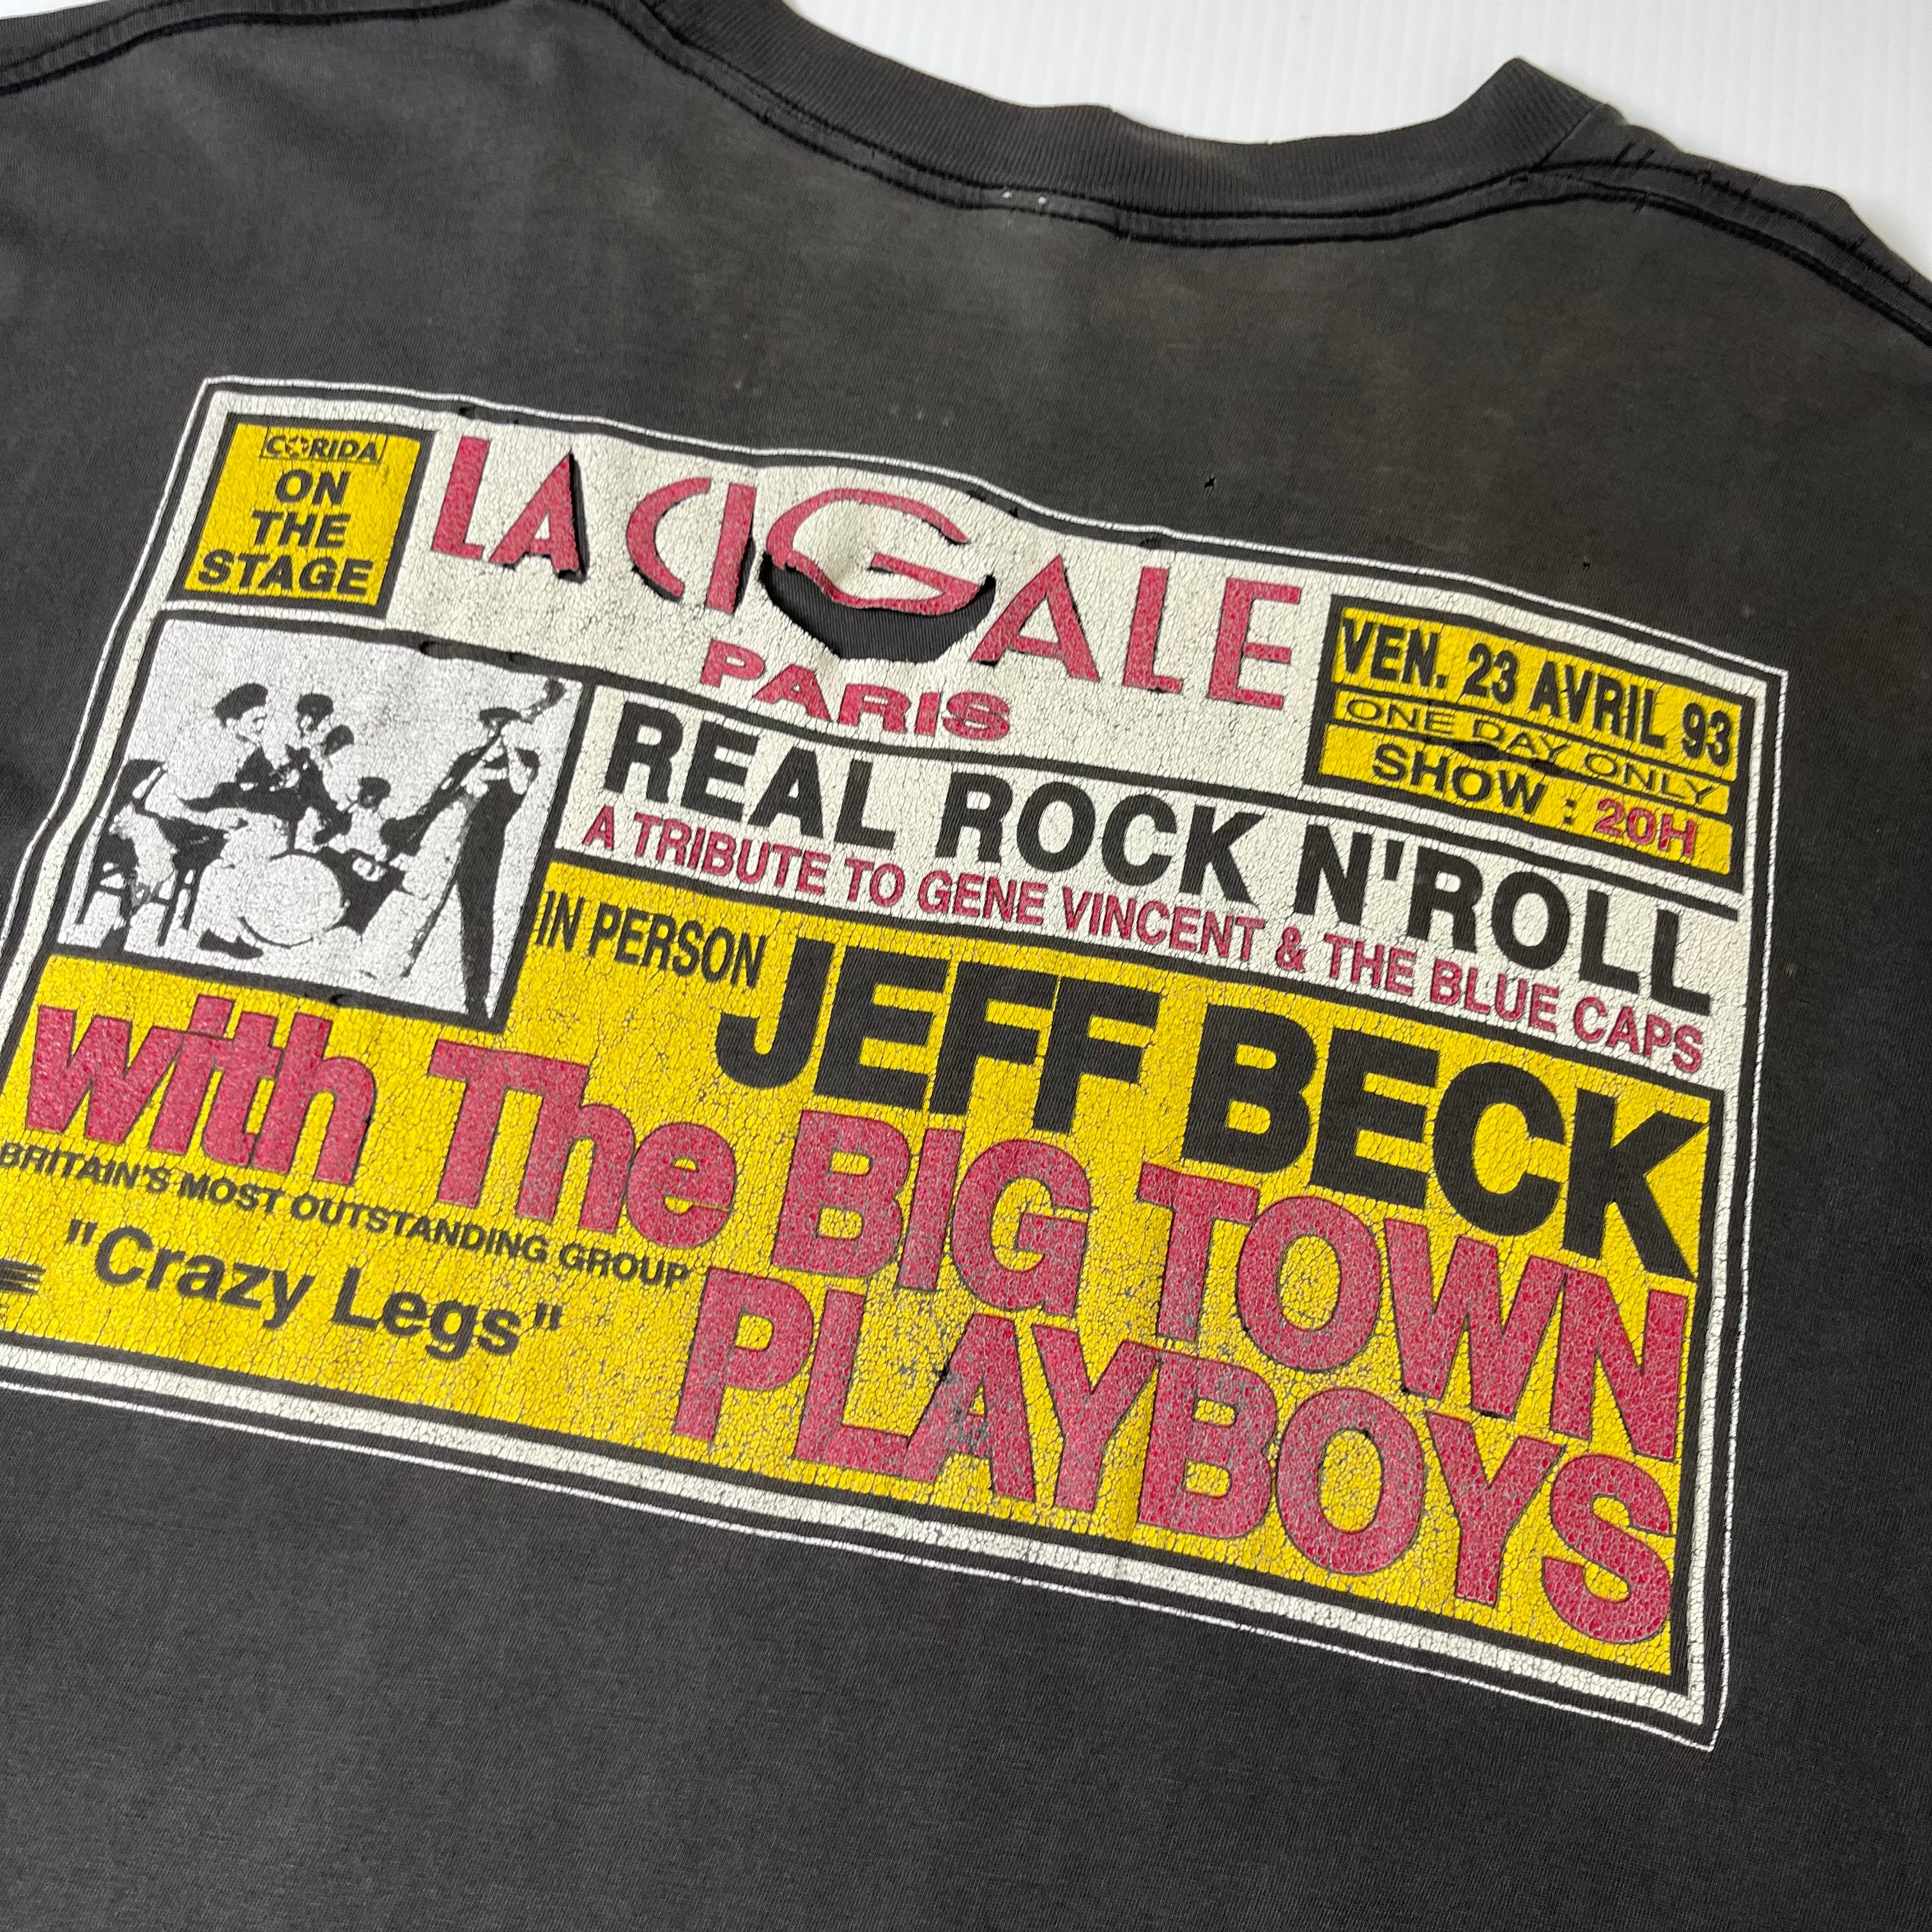 CORIDA
ON
THE
STAGE
LA CIGALE
PARIS
VEN. 23 AVRIL 93
ONE DAY ONLY
SHOW : 20H
REAL ROCK N'ROLL
A TRIBUTE TO GENE VINCENT & THE BLUE CAPS
IN PERSON JEFF BECK
with The BIG TOWN
PLAYBOYS
BRITAIN'S MOST OUTSTANDING GROUP
"Crazy Legs"